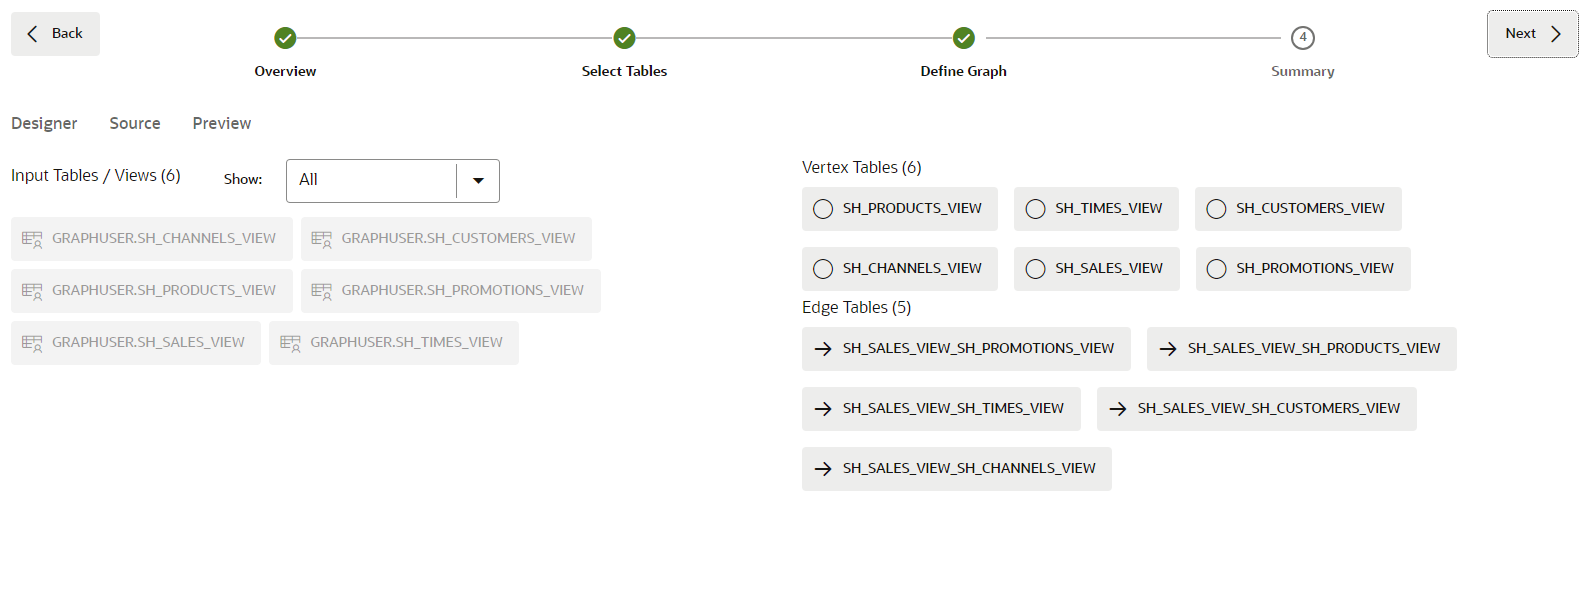 Back
Next
4
Overview
Select Tables
Define Graph
Summary
Designer Source Preview
Input Tables / Views (6)
Show:
All
GRAPHUSER.SH_CHANNELS_VIEW
GRAPHUSER.SH_CUSTOMERS_VIEW
GRAPHUSER.SH_PRODUCTS_VIEW
GRAPHUSER.SH_PROMOTIONS_VIEW
GRAPHUSER.SH_SALES_VIEW
GRAPHUSER.SH_TIMES_VIEW
Vertex Tables (6)
SH_PRODUCTS_VIEW
SH_TIMES_VIEW
SH_CUSTOMERS_VIEW
SH_CHANNELS_VIEW
SH_SALES_VIEW
SH_PROMOTIONS_VIEW
Edge Tables (5)
SH_SALES_VIEW_SH_PROMOTIONS_VIEW
SH_SALES_VIEW_SH_PRODUCTS_VIEW
SH_SALES_VIEW_SH_TIMES_VIEW
SH_SALES_VIEW_SH_CUSTOMERS_VIEW
SH_SALES_VIEW_SH_CHANNELS_VIEW